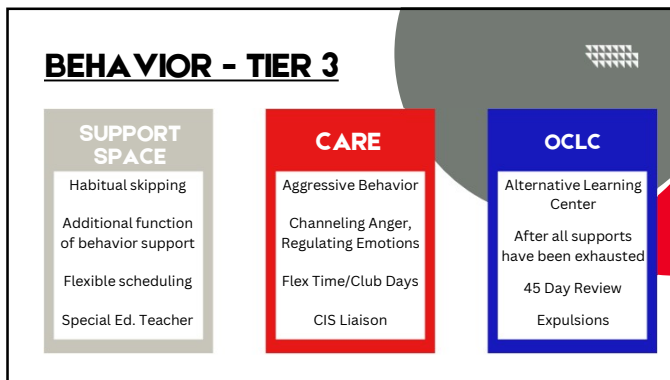 BEHAVIOR - TIER 3
SUPPORT
SPACE
Habitual skipping
Additional function
of behavior support
Flexible scheduling
Special Ed. Teacher
CARE
Aggressive Behavior
Channeling Anger,
Regulating Emotions
Flex Time/Club Days
CIS Liaison
OCLC
Alternative Learning
Center
After all supports
have been exhausted
45 Day Review
Expulsions